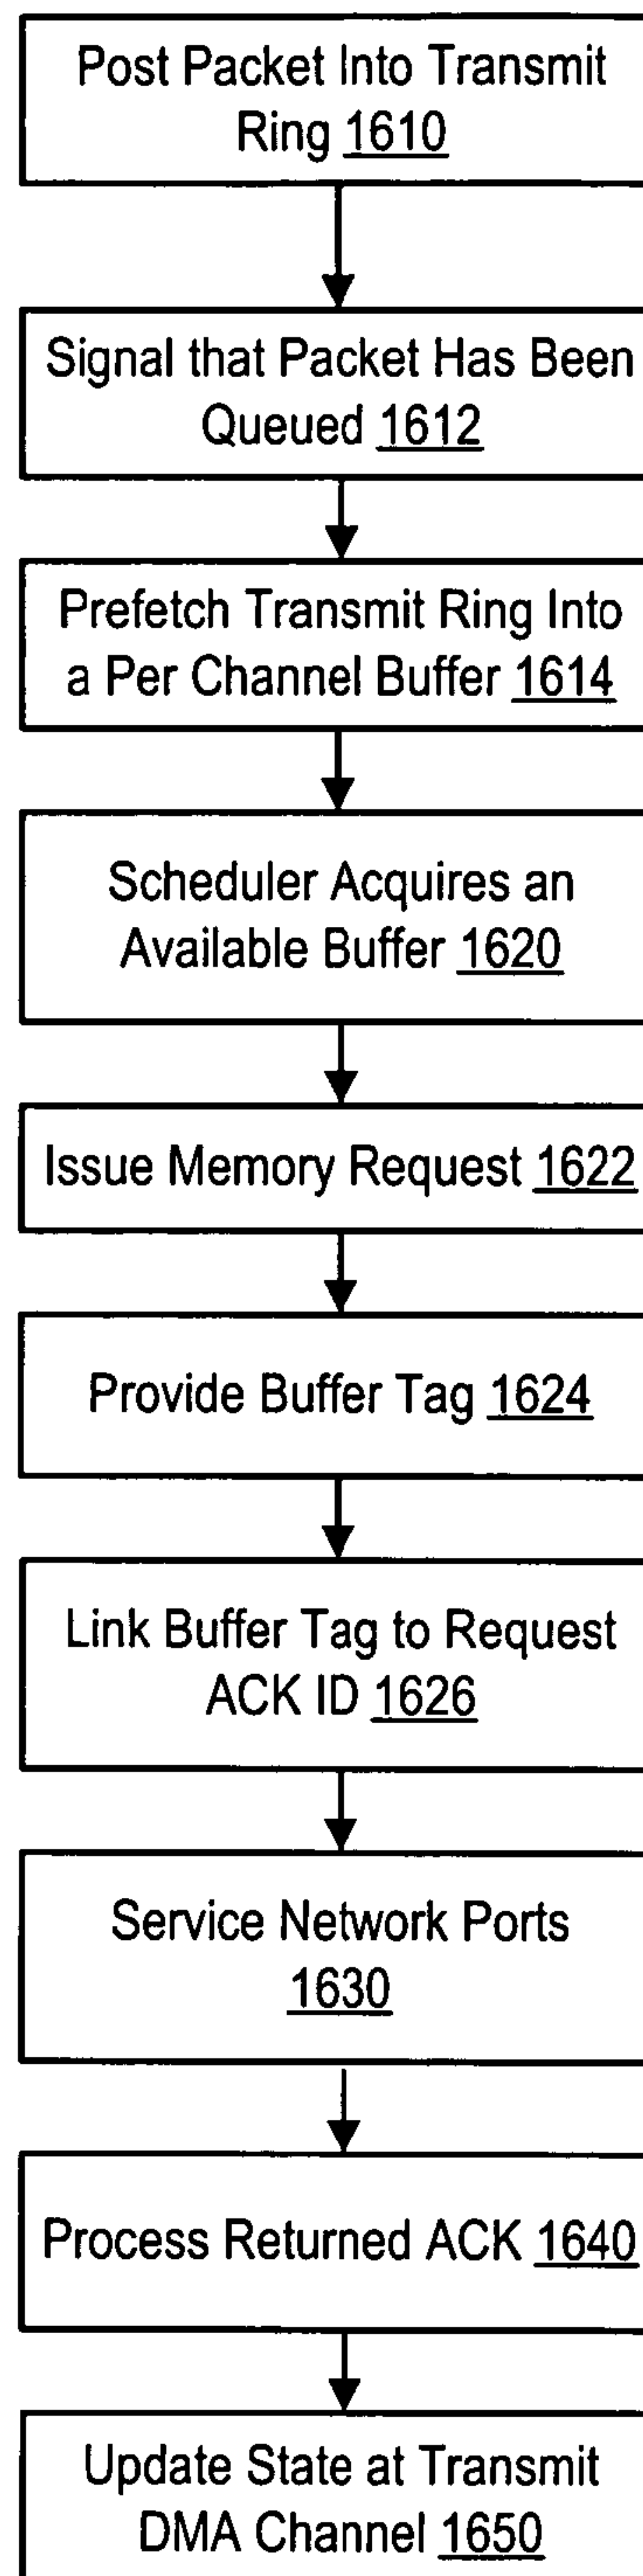 Post Packet Into Transmit
Ring 1610
Signal that Packet Has Been
Queued 1612
Prefetch Transmit Ring Into
a Per Channel Buffer 1614
Scheduler Acquires an
Available Buffer 1620
Issue Memory Request 1622
Provide Buffer Tag 1624
Link Buffer Tag to Request
ACK ID 1626
Service Network Ports
1630
Process Returned ACK 1640
Update State at Transmit
DMA Channel 1650